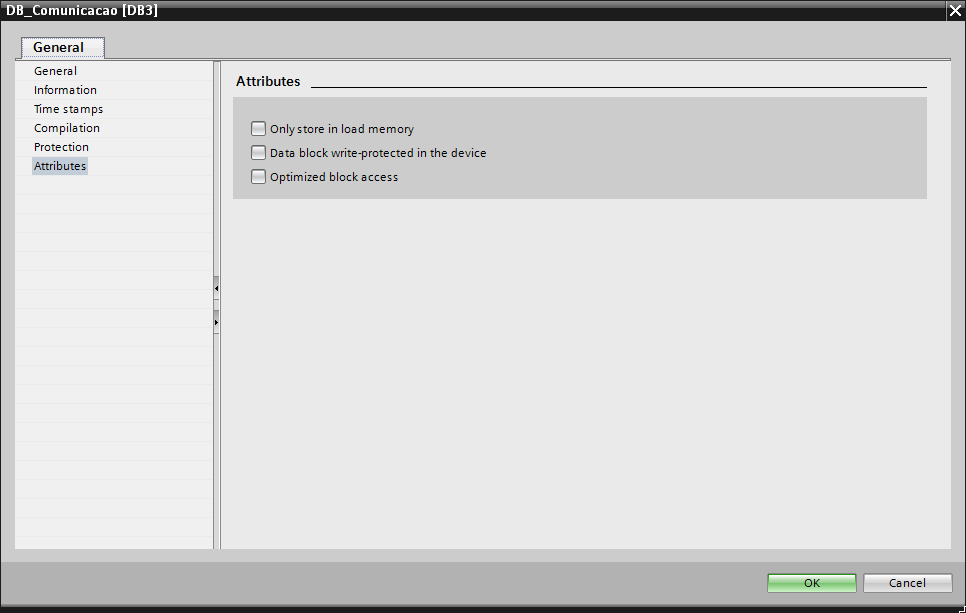 DB_Comunicacao [DB3]
General
General
Information
Time stamps
Compilation
Protection
Attributes
Attributes
Only store in load memory
Data block write-protected in the device
Optimized block access
OK
Cancel